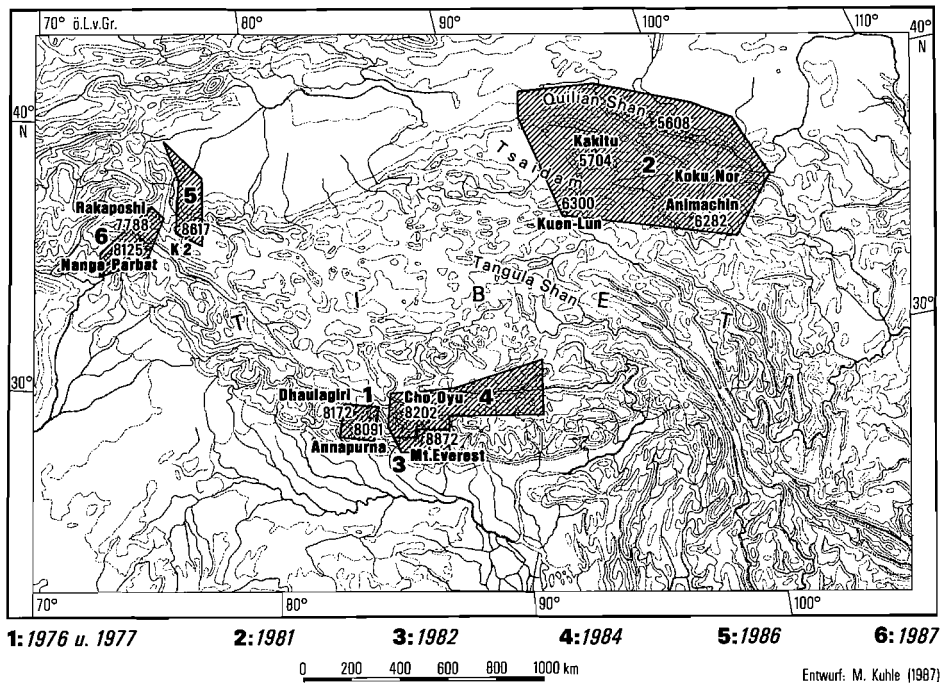 70° ö.L.v.Gr. 80° 90° 100° 110°
40°
N
40°
N
Quilian Shan
5608
Kakitu
5704
2
Koku Nor
Tsaidam
Animachin
6282
6300
Kuen-Lun
5
Rakaposhi
7788
8617
6
8125
K2
Nanga Parbat
Tangula Shan
T I B E T
30°
N
30°
Dhaulagiri 1
8172
8091
Annapurna
Cho Oyu
8202
4
8872
Mt.Everest
3
70° 80° 90° 100°
1: 1976 u. 1977 2: 1981 3: 1982 4: 1984 5: 1986 6: 1987
0 200 400 600 800 1000 km
Entwurf: M. Kuhle (1987)